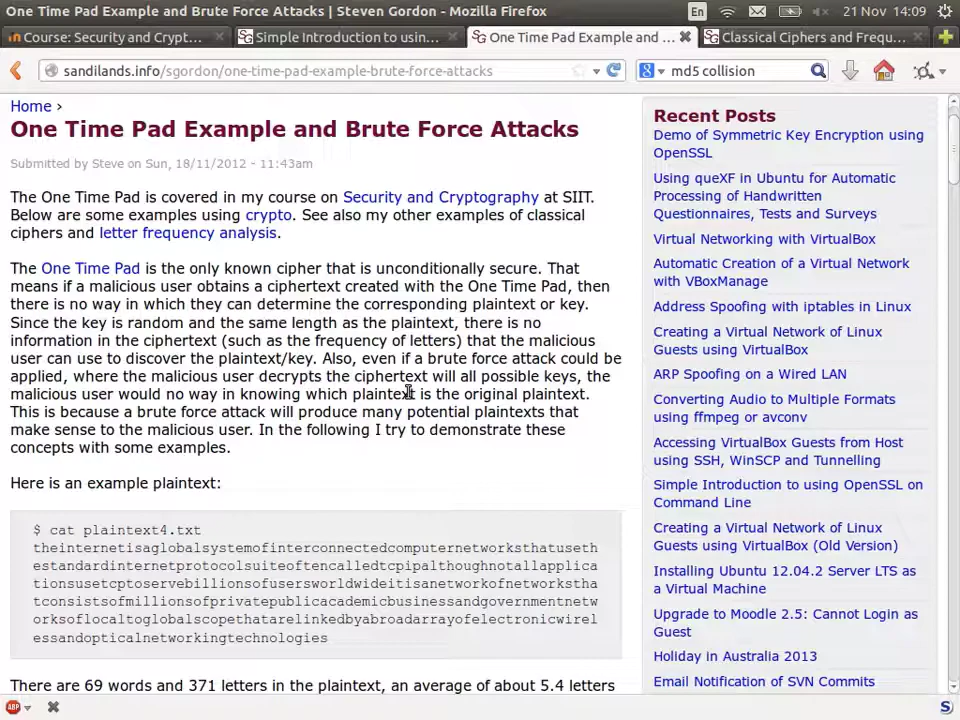 One Time Pad Example and Brute Force Attacks | Steven Gordon - Mozilla Firefox
En
21 Nov 14:09
Course: Security and Crypt...
SG Simple Introduction to usin...
SG One Time Pad Example and ...
SG Classical Ciphers and Frequ...
sandilands.info/sgordon/one-time-pad-example-brute-force-attacks
md5 collision
Home ›
One Time Pad Example and Brute Force Attacks
Submitted by Steve on Sun, 18/11/2012 - 11:43am
The One Time Pad is covered in my course on Security and Cryptography at SIIT.
Below are some examples using crypto. See also my other examples of classical
ciphers and letter frequency analysis.
The One Time Pad is the only known cipher that is unconditionally secure. That
means if a malicious user obtains a ciphertext created with the One Time Pad, then
there is no way in which they can determine the corresponding plaintext or key.
Since the key is random and the same length as the plaintext, there is no
information in the ciphertext (such as the frequency of letters) that the malicious
user can use to discover the plaintext/key. Also, even if a brute force attack could be
applied, where the malicious user decrypts the ciphertext will all possible keys, the
malicious user would no way in knowing which plaintext is the original plaintext.
This is because a brute force attack will produce many potential plaintexts that
make sense to the malicious user. In the following I try to demonstrate these
concepts with some examples.
Here is an example plaintext:
$ cat plaintext4.txt
theinternetisaglobalsystemofinterconnectedcomputernetworksthatuseth
estandardinternetprotocolsuiteoftencalledtcpipalthoughnotallapplica
tionsusetcptoservebillionsofusersworldwideitisanetworkofnetworkstha
tconsistsofmillionsofprivatepublicacademicbusinessandgovernmentnetw
orksoflocaltoglobalscopethatarelinkedbyabroadarrayofelectronicwirel
essandopticalnetworkingtechnologies
There are 69 words and 371 letters in the plaintext, an average of about 5.4 letters
Recent Posts
Demo of Symmetric Key Encryption using
OpenSSL
Using queXF in Ubuntu for Automatic
Processing of Handwritten
Questionnaires, Tests and Surveys
Virtual Networking with VirtualBox
Automatic Creation of a Virtual Network
with VBoxManage
Address Spoofing with iptables in Linux
Creating a Virtual Network of Linux
Guests using VirtualBox
ARP Spoofing on a Wired LAN
Converting Audio to Multiple Formats
using ffmpeg or avconv
Accessing VirtualBox Guests from Host
using SSH, WinSCP and Tunnelling
Simple Introduction to using OpenSSL on
Command Line
Creating a Virtual Network of Linux
Guests using VirtualBox (Old Version)
Installing Ubuntu 12.04.2 Server LTS as
a Virtual Machine
Upgrade to Moodle 2.5: Cannot Login as
Guest
Holiday in Australia 2013
Email Notification of SVN Commits
ABP
S